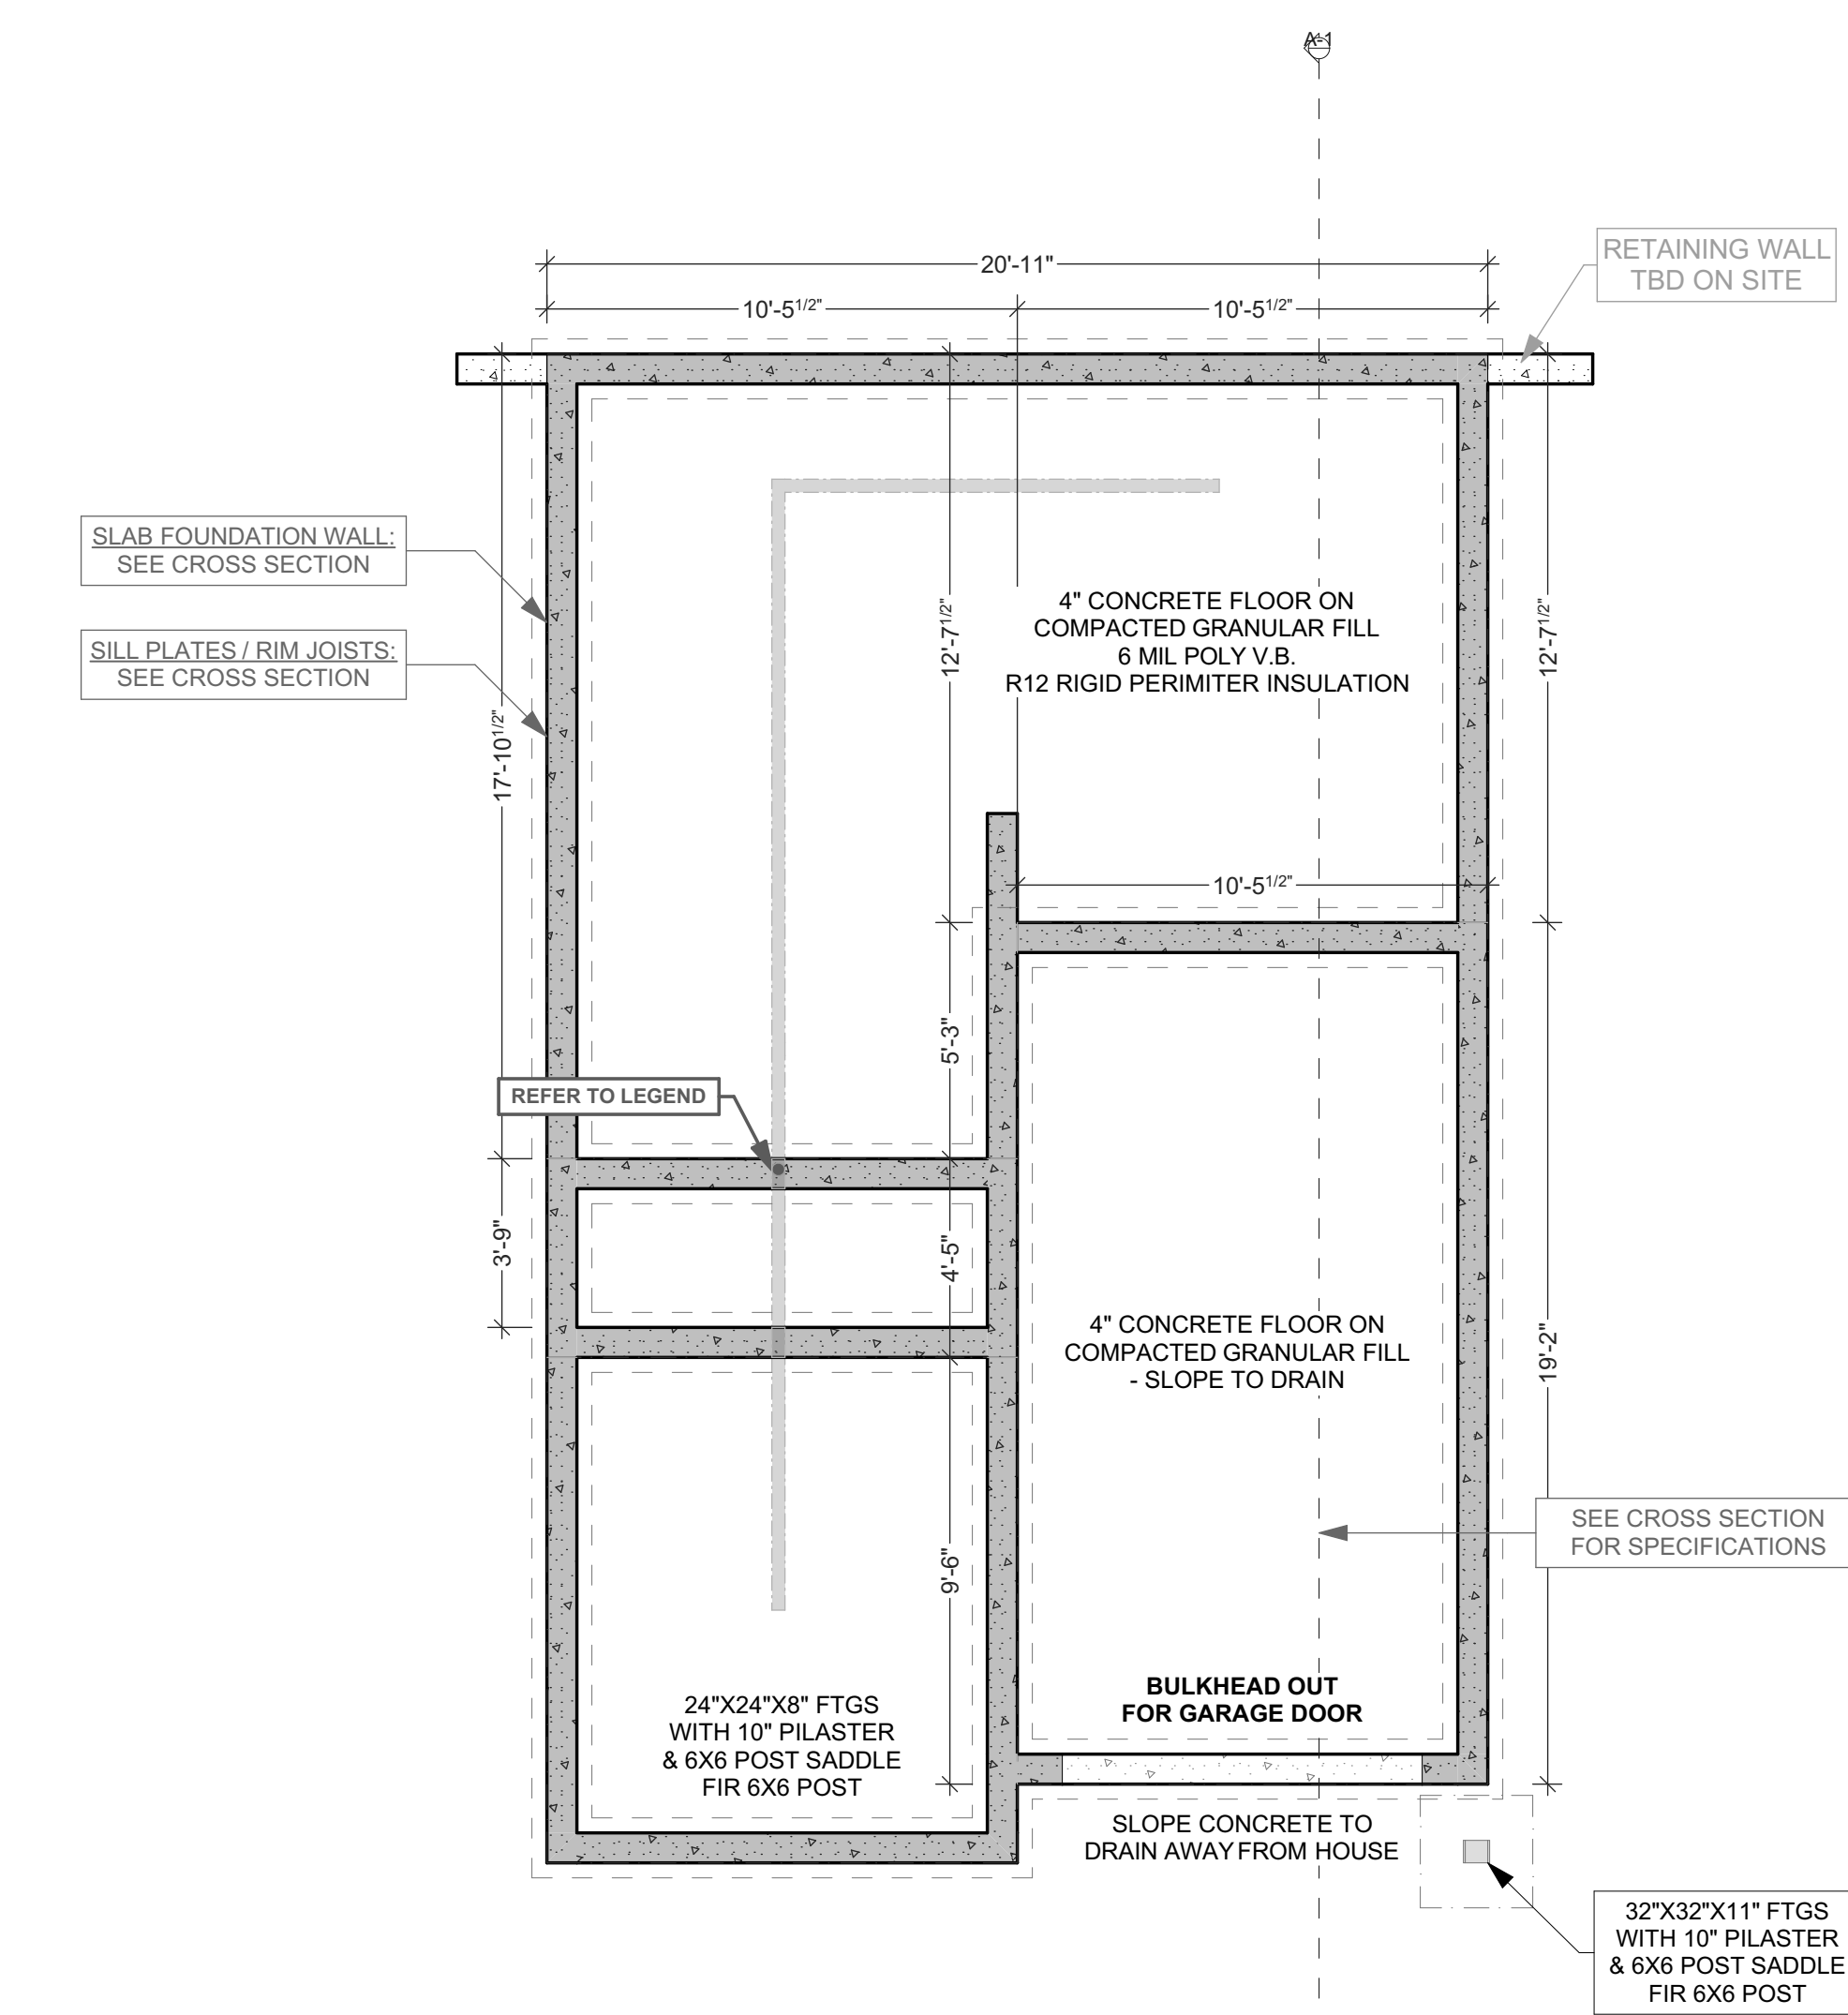 A-1
20'-11"
10'-5 1/2"
10'-5 1/2"
RETAINING WALL
TBD ON SITE
SLAB FOUNDATION WALL:
SEE CROSS SECTION
SILL PLATES / RIM JOISTS:
SEE CROSS SECTION
17'-10 1/2"
12'-7 1/2"
4" CONCRETE FLOOR ON
COMPACTED GRANULAR FILL
6 MIL POLY V.B.
R12 RIGID PERIMITER INSULATION
12'-7 1/2"
10'-5 1/2"
5'-3"
REFER TO LEGEND
3'-9"
4'-5"
4" CONCRETE FLOOR ON
COMPACTED GRANULAR FILL
- SLOPE TO DRAIN
19'-2"
SEE CROSS SECTION
FOR SPECIFICATIONS
9'-6"
24"X24"X8" FTGS
WITH 10" PILASTER
& 6X6 POST SADDLE
FIR 6X6 POST
BULKHEAD OUT
FOR GARAGE DOOR
SLOPE CONCRETE TO
DRAIN AWAY FROM HOUSE
32"X32"X11" FTGS
WITH 10" PILASTER
& 6X6 POST SADDLE
FIR 6X6 POST